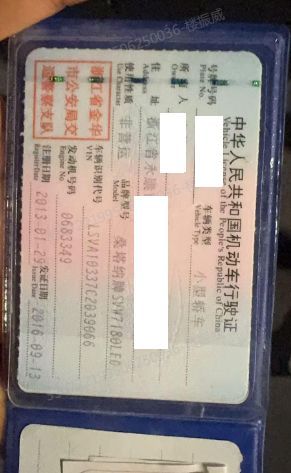 中华人民共和国机动车行驶证
Vehicle License of the People's Republic of China
号牌号码
Plate No.
车辆类型 小型轿车
Vehicle Type
所有人
Owner
住址 浙江省永康
Address
使用性质 非营运
Use Character
品牌型号 桑塔纳牌SVW7180LED
Model
浙江省金华
市公安局交
通警察支队
车辆识别代号 LSVA10337C2039066
VIN
发动机号码 0683349
Engine No.
注册日期 2013-01-29
Register Date
发证日期 2016-09-13
Issue Date